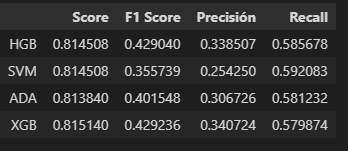 Score F1 Score Precisión Recall
HGB 0.814508 0.429040 0.338507 0.585678
SVM 0.814508 0.355739 0.254250 0.592083
ADA 0.813840 0.401548 0.306726 0.581232
XGB 0.815140 0.429236 0.340724 0.579874